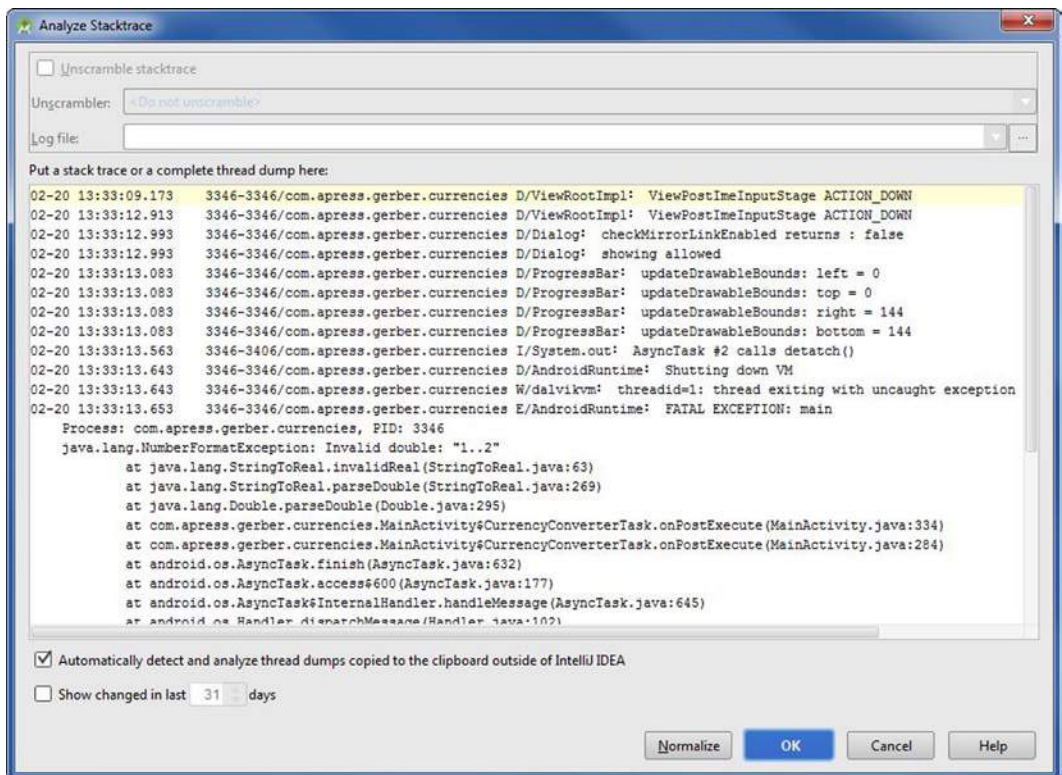 Analyze Stacktrace
Unscramble stacktrace
Unscrambler: <Do not unscramble>
Log file: ...
Put a stack trace or a complete thread dump here:
02-20 13:33:09.173 3346-3346/com.apress.gerber.currencies D/ViewRootImpl: ViewPostImeInputStage ACTION_DOWN
02-20 13:33:12.913 3346-3346/com.apress.gerber.currencies D/ViewRootImpl: ViewPostImeInputStage ACTION_DOWN
02-20 13:33:12.993 3346-3346/com.apress.gerber.currencies D/Dialog: checkMirrorLinkEnabled returns : false
02-20 13:33:12.993 3346-3346/com.apress.gerber.currencies D/Dialog: showing allowed
02-20 13:33:13.083 3346-3346/com.apress.gerber.currencies D/ProgressBar: updateDrawableBounds: left = 0
02-20 13:33:13.083 3346-3346/com.apress.gerber.currencies D/ProgressBar: updateDrawableBounds: top = 0
02-20 13:33:13.083 3346-3346/com.apress.gerber.currencies D/ProgressBar: updateDrawableBounds: right = 144
02-20 13:33:13.083 3346-3346/com.apress.gerber.currencies D/ProgressBar: updateDrawableBounds: bottom = 144
02-20 13:33:13.563 3346-3406/com.apress.gerber.currencies I/System.out: AsyncTask #2 calls detatch()
02-20 13:33:13.643 3346-3346/com.apress.gerber.currencies D/AndroidRuntime: Shutting down VM
02-20 13:33:13.643 3346-3346/com.apress.gerber.currencies W/dalvikvm: threadid=1: thread exiting with uncaught exception
02-20 13:33:13.653 3346-3346/com.apress.gerber.currencies E/AndroidRuntime: FATAL EXCEPTION: main
Process: com.apress.gerber.currencies, PID: 3346
java.lang.NumberFormatException: Invalid double: "1..2"
at java.lang.StringToReal.invalidReal(StringToReal.java:63)
at java.lang.StringToReal.parseDouble(StringToReal.java:269)
at java.lang.Double.parseDouble(Double.java:295)
at com.apress.gerber.currencies.MainActivity$CurrencyConverterTask.onPostExecute(MainActivity.java:334)
at com.apress.gerber.currencies.MainActivity$CurrencyConverterTask.onPostExecute(MainActivity.java:284)
at android.os.AsyncTask.finish(AsyncTask.java:632)
at android.os.AsyncTask.access$600(AsyncTask.java:177)
at android.os.AsyncTask$InternalHandler.handleMessage(AsyncTask.java:645)
at android.os.Handler.dispatchMessage(Handler.java:102)
Automatically detect and analyze thread dumps copied to the clipboard outside of IntelliJ IDEA
Show changed in last 31 days
Normalize OK Cancel Help